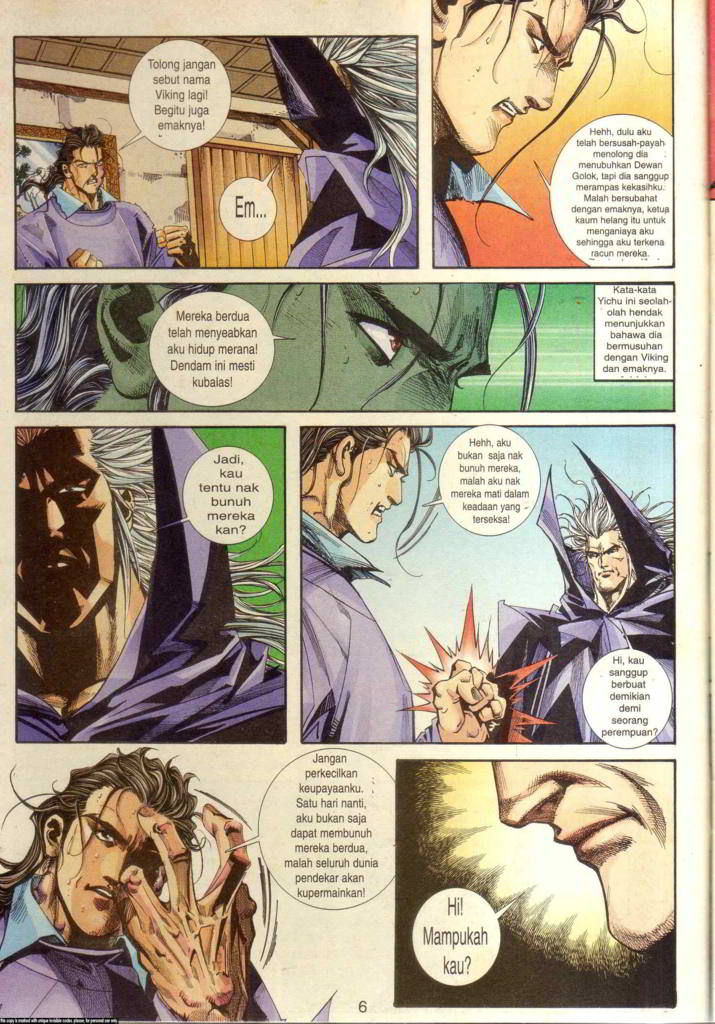 Tolong jangan
sebut nama
Viking lagi!
Begitu juga
emaknya!
Em...
Hehh, dulu aku
telah bersusah-payah
menolong dia
menubuhkan Dewan
Golok, tapi dia sanggup
merampas kekasihku.
Malah bersubahat
dengan emaknya, ketua
kaum helang itu untuk
menganiaya aku
sehingga aku terkena
racun mereka.
Mereka berdua
telah menyeabkan
aku hidup merana!
Dendam ini mesti
kubalas!
Kata-kata
Yichu ini seolah-
olah hendak
menunjukkan
bahawa dia
bermusuhan
dengan Viking
dan emaknya.
Jadi,
kau
tentu nak
bunuh
mereka
kan?
Hehh, aku
bukan saja nak
bunuh mereka,
malah aku nak
mereka mati dalam
keadaan yang
terseksa!
Hi, kau
sanggup
berbuat
demikian
demi
seorang
perempuan?
Jangan
perkecilkan
keupayaanku.
Satu hari nanti,
aku bukan saja
dapat membunuh
mereka berdua,
malah seluruh dunia
pendekar akan
kupermainkan!
Hi!
Mampukah
kau?
6